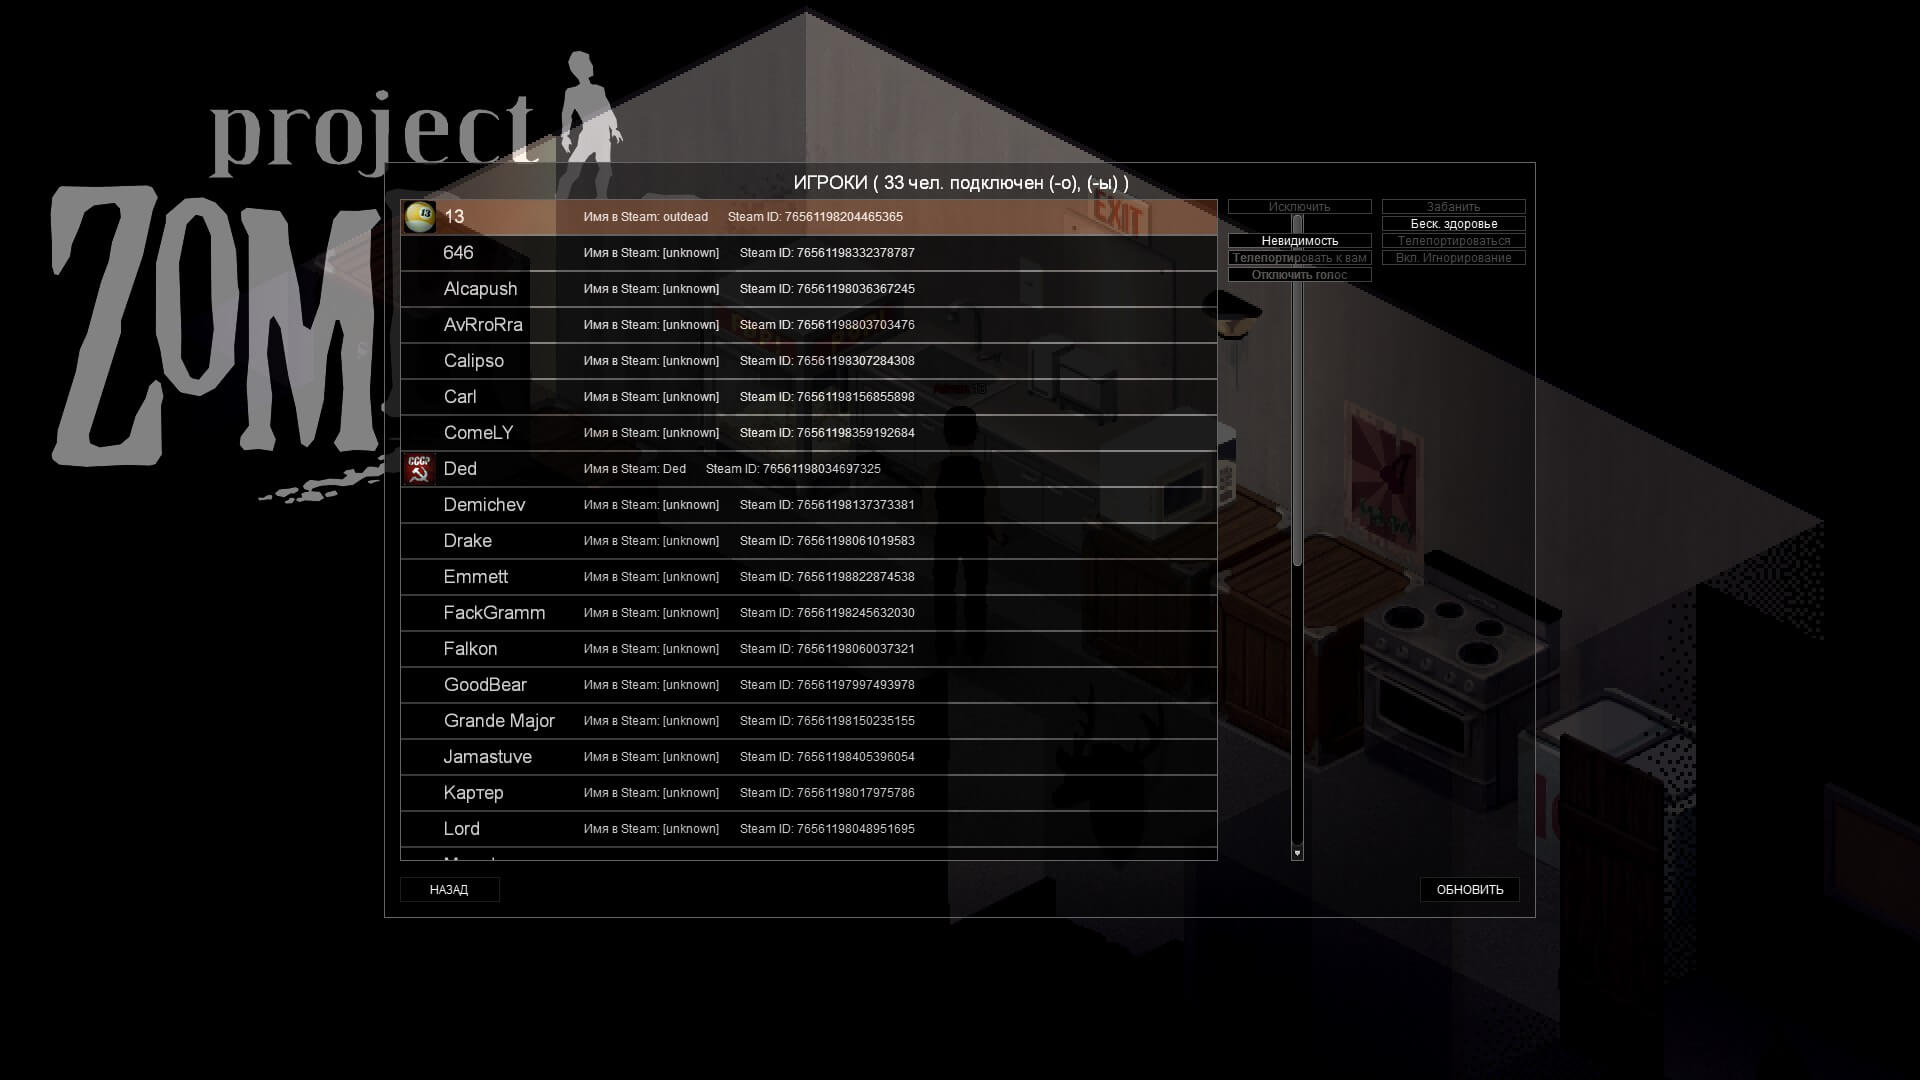 project
ZOM
ИГРОКИ ( 33 чел. подключен (-о), (-ы) )
13 Имя в Steam: outdead Steam ID: 76561198204465365
646 Имя в Steam: [unknown] Steam ID: 76561198332378787
Alcapush Имя в Steam: [unknown] Steam ID: 76561198036367245
AvRroRra Имя в Steam: [unknown] Steam ID: 76561198803703476
Calipso Имя в Steam: [unknown] Steam ID: 76561198307284308
Carl Имя в Steam: [unknown] Steam ID: 76561198156855898
ComeLY Имя в Steam: [unknown] Steam ID: 76561198359192684
СССР
Ded Имя в Steam: Ded Steam ID: 76561198034697325
Demichev Имя в Steam: [unknown] Steam ID: 76561198137373381
Drake Имя в Steam: [unknown] Steam ID: 76561198061019583
Emmett Имя в Steam: [unknown] Steam ID: 76561198822874538
FackGramm Имя в Steam: [unknown] Steam ID: 76561198245632030
Falkon Имя в Steam: [unknown] Steam ID: 76561198060037321
GoodBear Имя в Steam: [unknown] Steam ID: 76561197997493978
Grande Major Имя в Steam: [unknown] Steam ID: 76561198150235155
Jamastuve Имя в Steam: [unknown] Steam ID: 76561198405396054
Картер Имя в Steam: [unknown] Steam ID: 76561198017975786
Lord Имя в Steam: [unknown] Steam ID: 76561198048951695
EXIT
Исключить Забанить
Беск. здоровье
Невидимость Телепортироваться
Телепортировать к вам Вкл. Игнорирование
Отключить голос
НАЗАД ОБНОВИТЬ